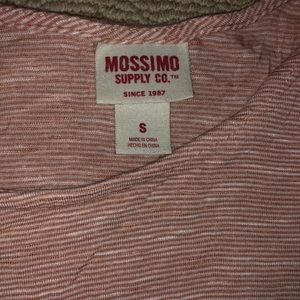 MOSSIMO
SUPPLY CO.™
SINCE 1987
S
MADE IN CHINA
HECHO EN CHINA